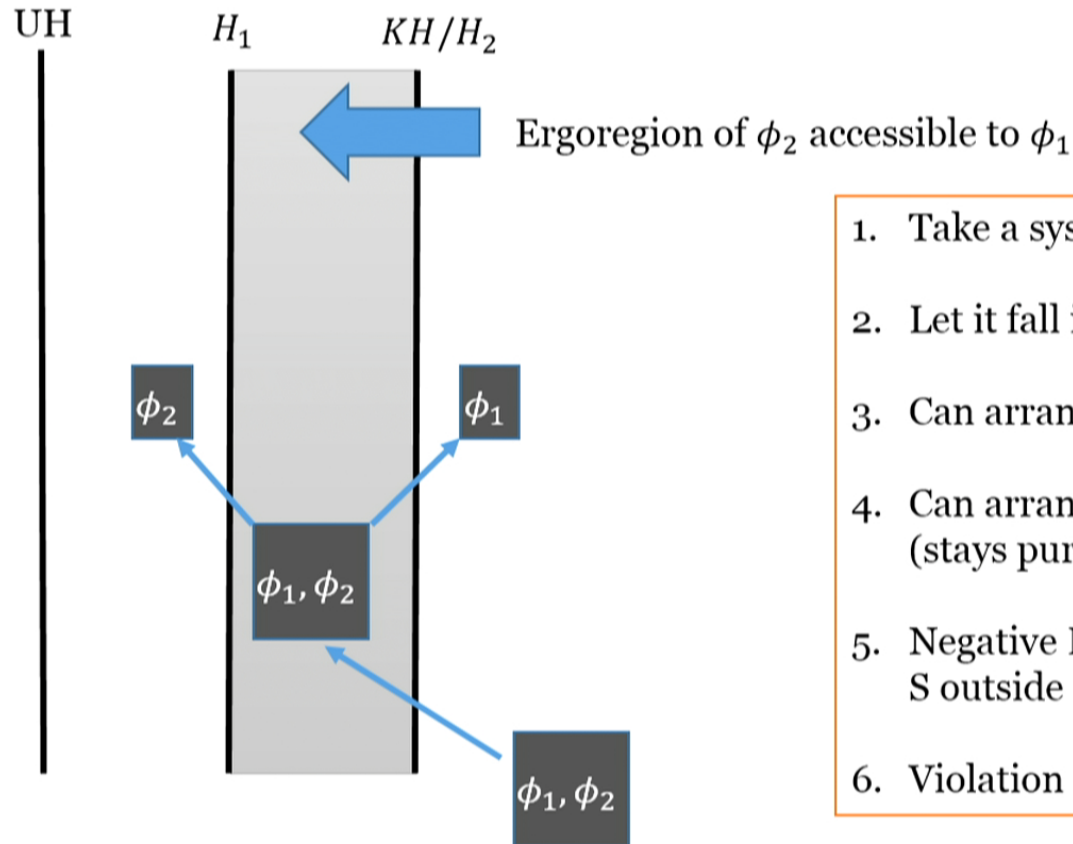 UH
H₁
KH/H₂
Ergoregion of ϕ₂ accessible to ϕ₁
ϕ₂
ϕ₁
ϕ₁, ϕ₂
ϕ₁, ϕ₂
1. Take a sys
2. Let it fall
3. Can arran
4. Can arran
(stays pur
5. Negative
S outside
6. Violation